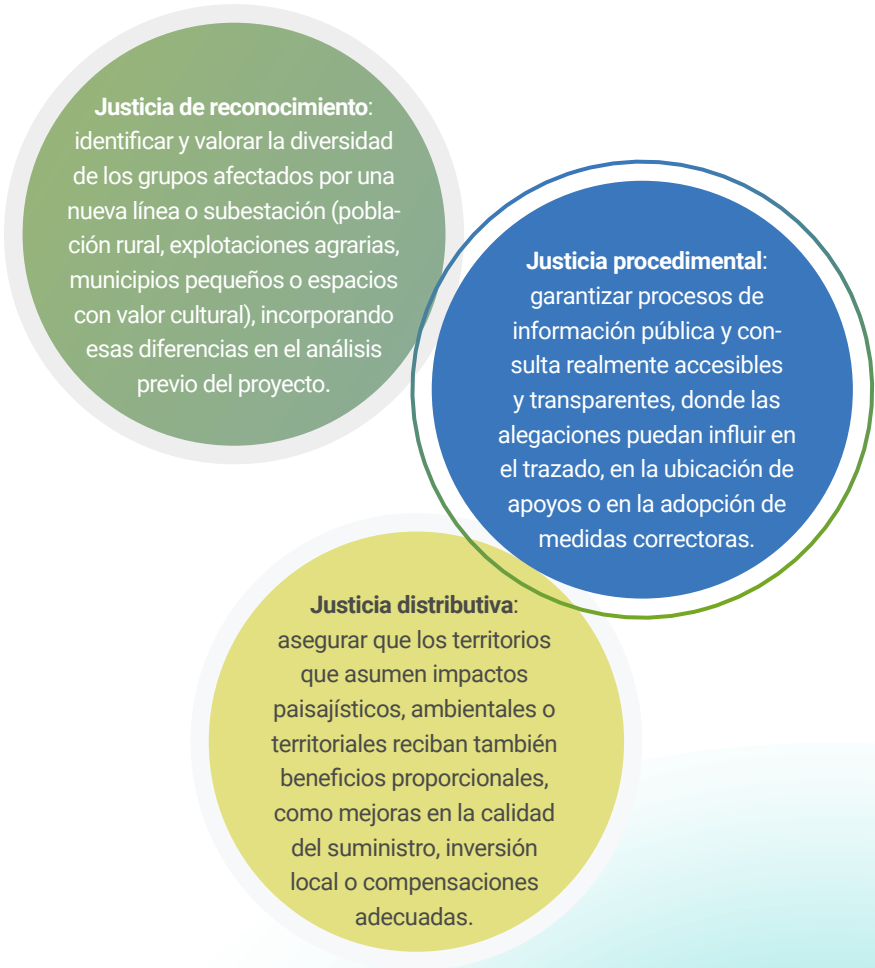 Justicia de reconocimiento:
identificar y valorar la diversidad
de los grupos afectados por una
nueva línea o subestación (pobla-
ción rural, explotaciones agrarias,
municipios pequeños o espacios
con valor cultural), incorporando
esas diferencias en el análisis
previo del proyecto.
Justicia procedimental:
garantizar procesos de
información pública y con-
sulta realmente accesibles
y transparentes, donde las
alegaciones puedan influir en
el trazado, en la ubicación de
apoyos o en la adopción de
medidas correctoras.
Justicia distributiva:
asegurar que los territorios
que asumen impactos
paisajísticos, ambientales o
territoriales reciban también
beneficios proporcionales,
como mejoras en la calidad
del suministro, inversión
local o compensaciones
adecuadas.